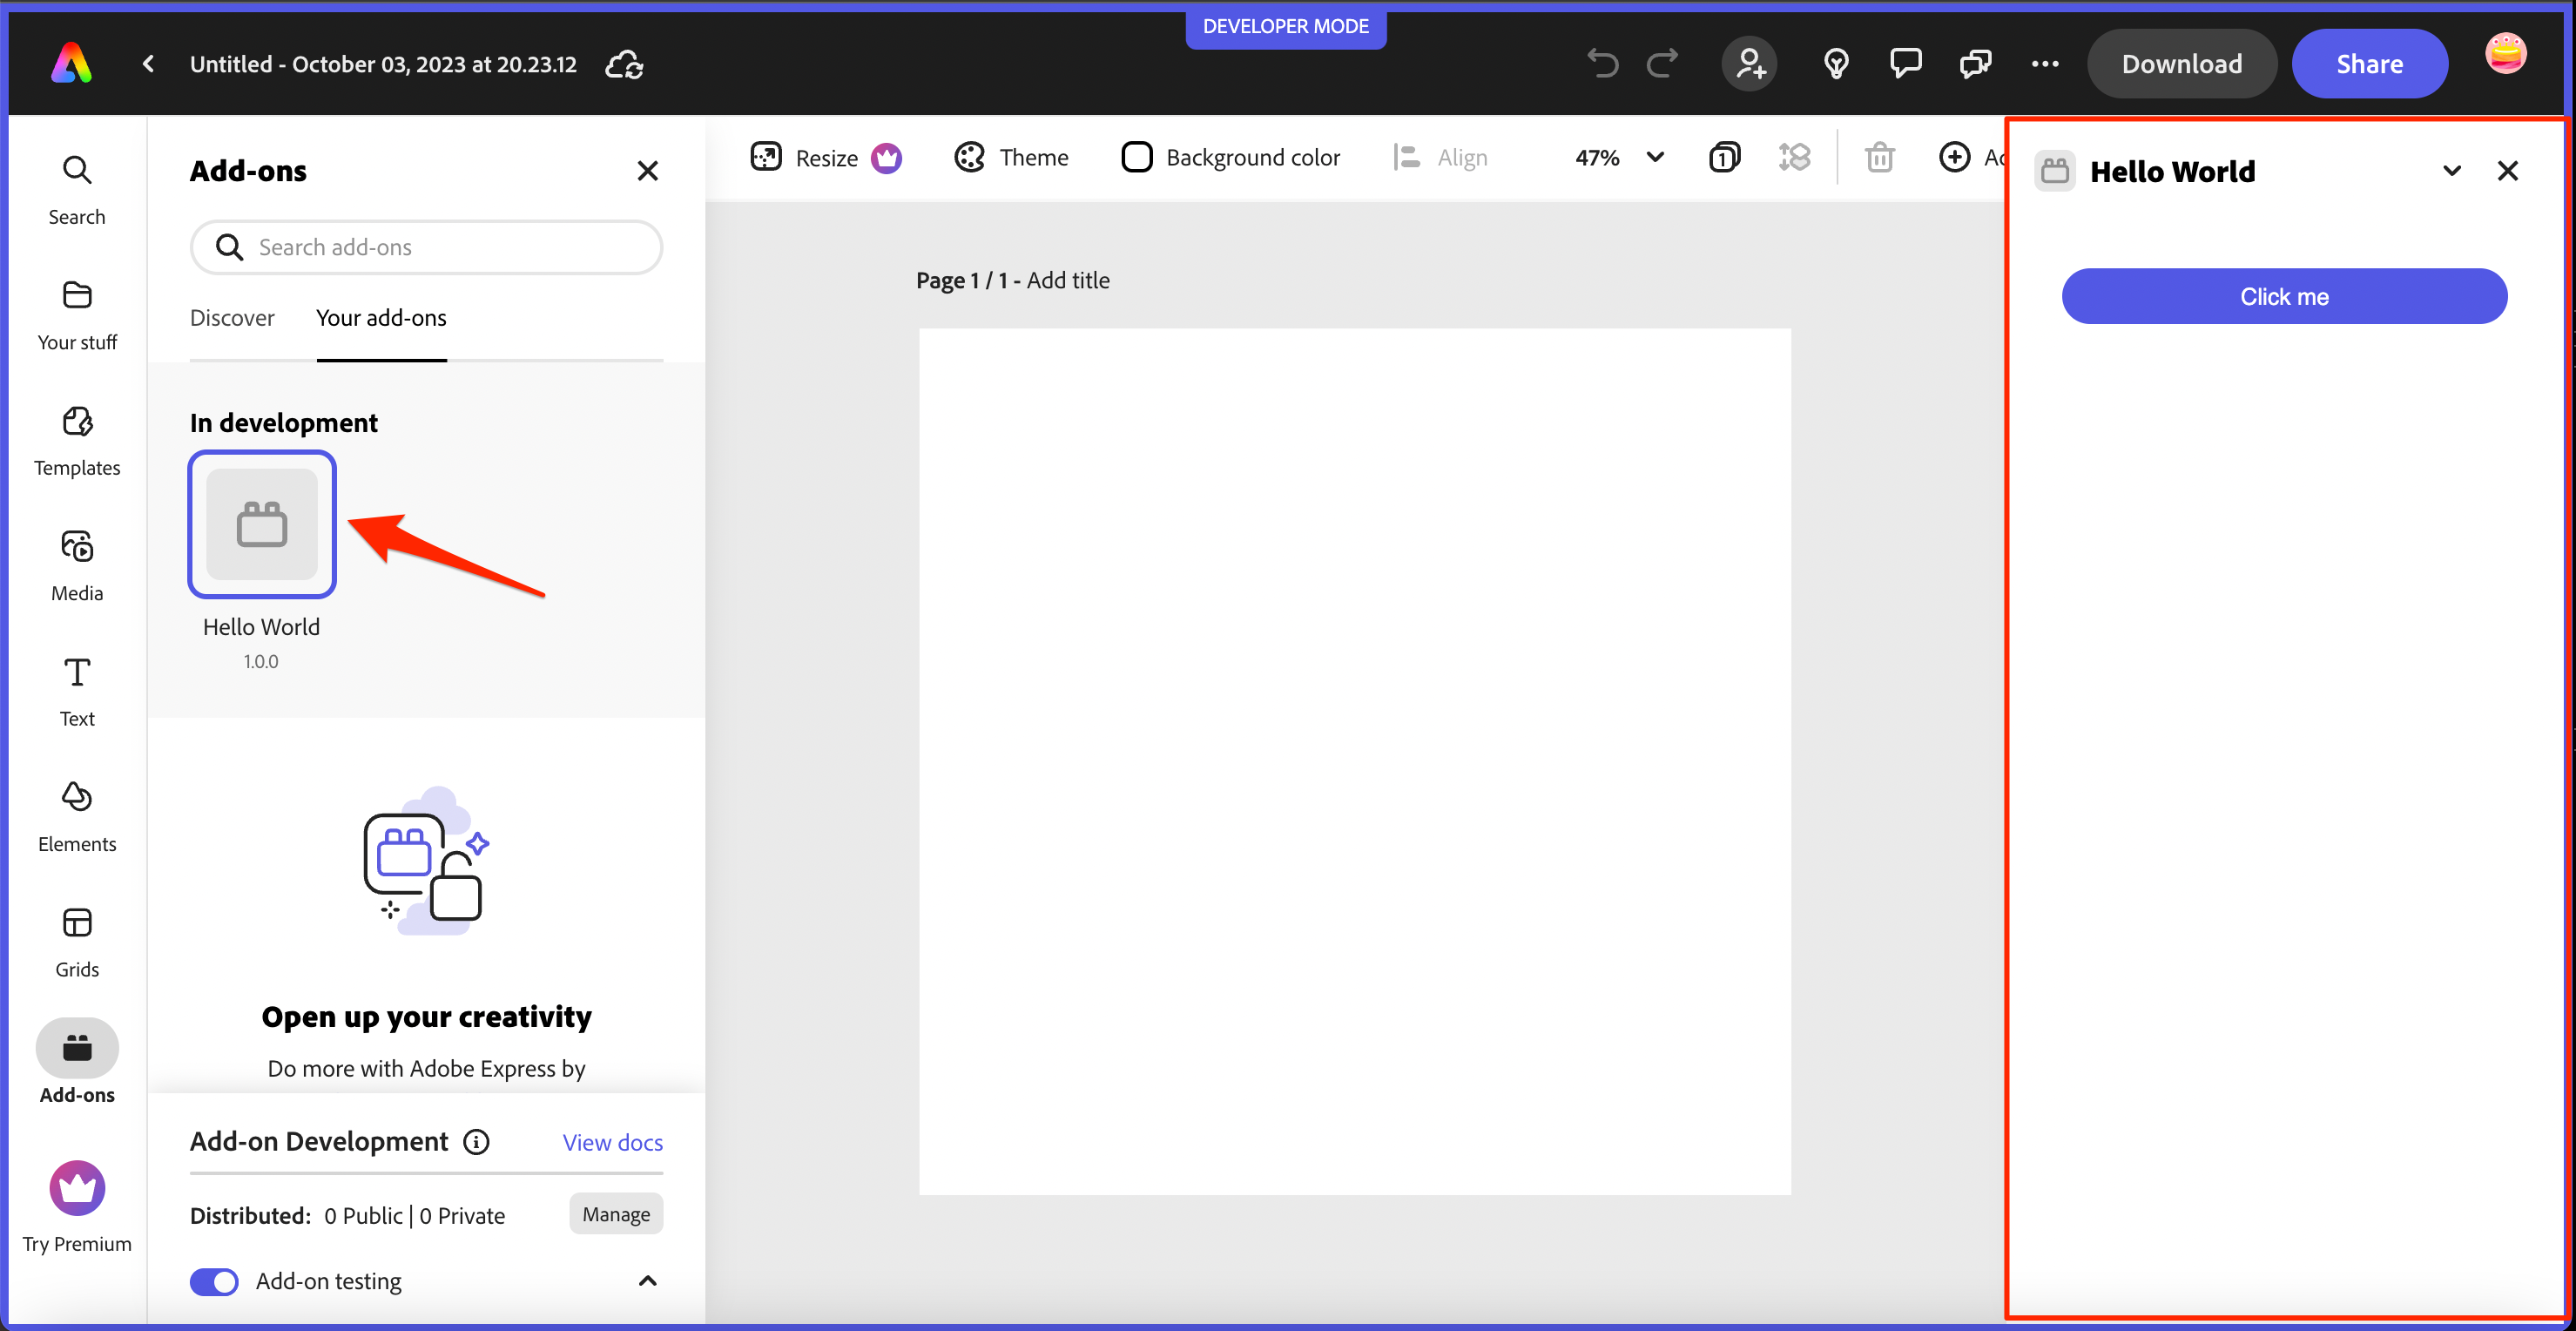 DEVELOPER MODE
Untitled - October 03, 2023 at 20.23.12
Download
Share
Search
Your stuff
Templates
Media
Text
Elements
Grids
Add-ons
Try Premium
Add-ons
Search add-ons
Discover
Your add-ons
In development
Hello World
1.0.0
Open up your creativity
Do more with Adobe Express by
Add-on Development
View docs
Distributed: 0 Public | 0 Private
Manage
Add-on testing
Resize
Theme
Background color
Align
47%
1
Page 1 / 1 - Add title
Hello World
Click me